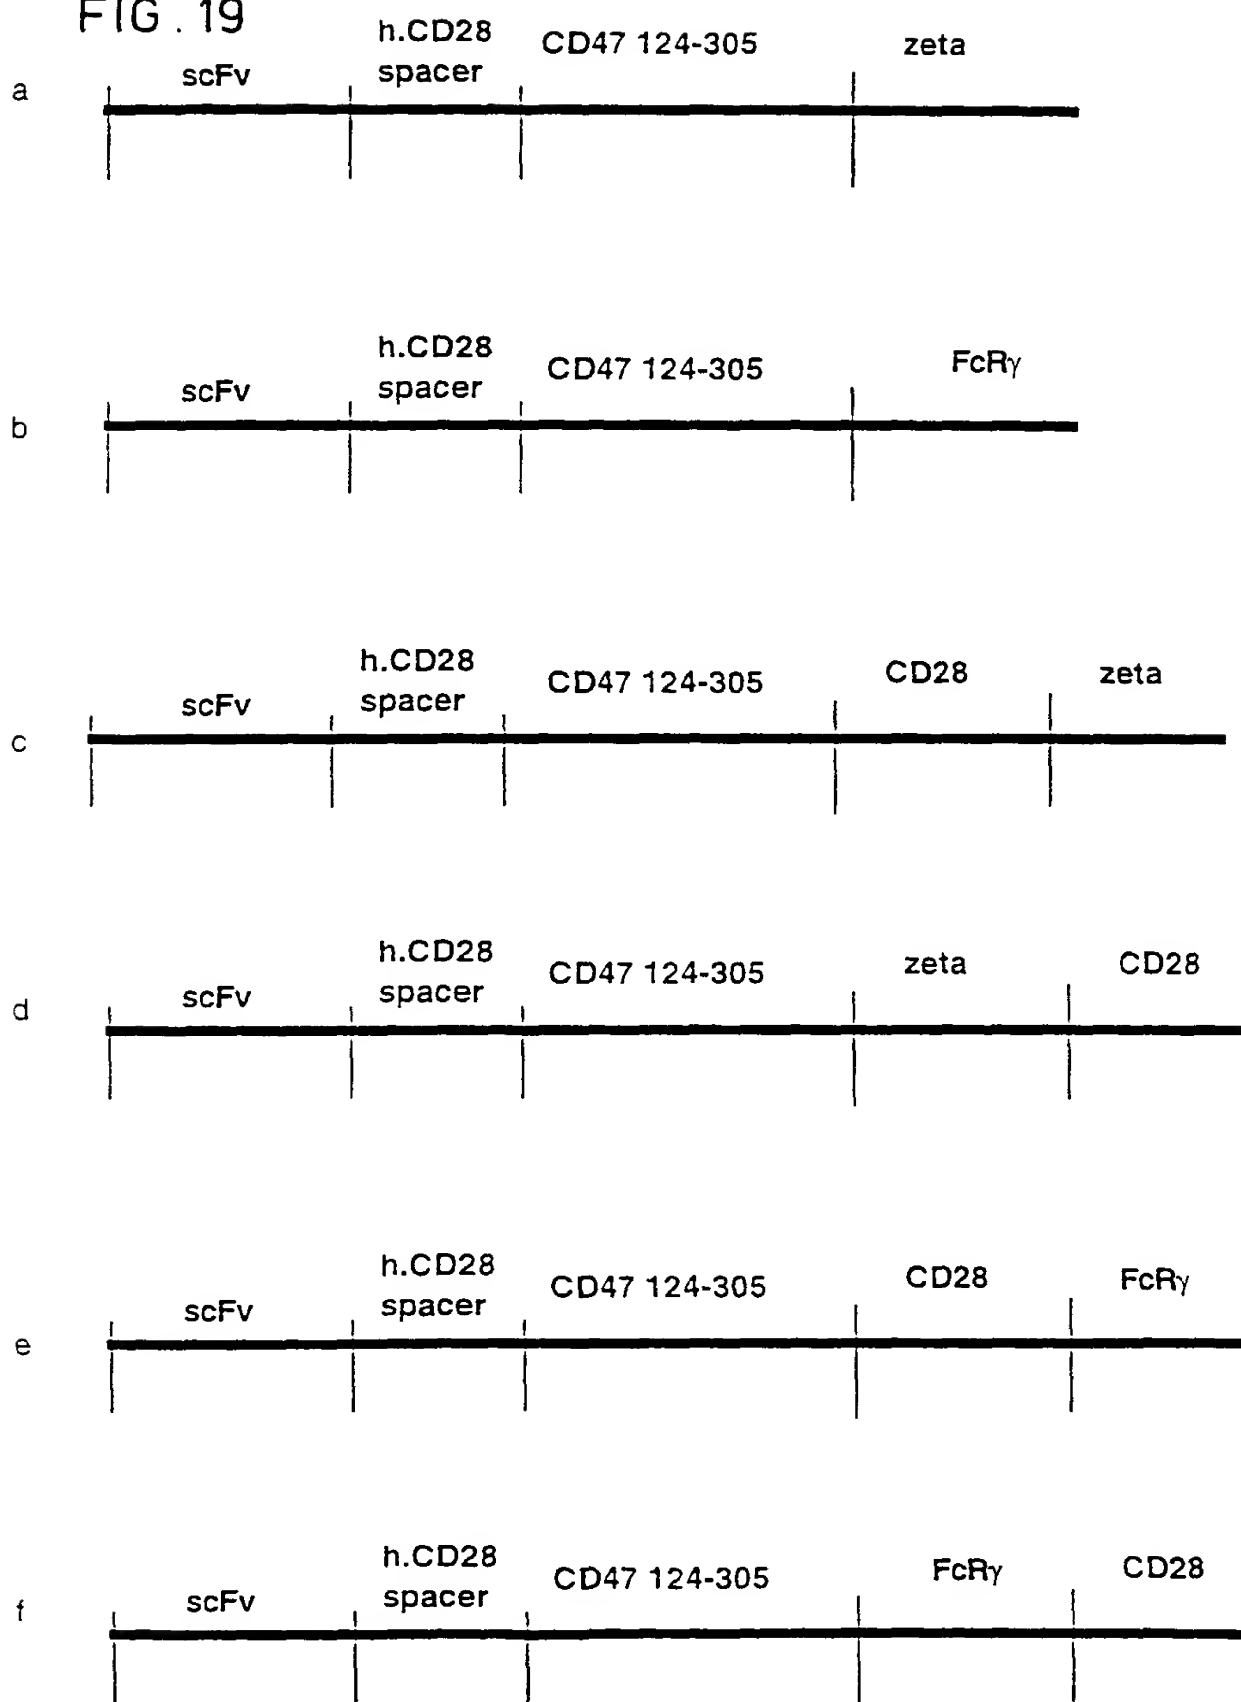 FIG. 19
a
scFv
h.CD28
spacer
CD47 124-305
zeta
b
scFv
h.CD28
spacer
CD47 124-305
FcRγ
c
scFv
h.CD28
spacer
CD47 124-305
CD28
zeta
d
scFv
h.CD28
spacer
CD47 124-305
zeta
CD28
e
scFv
h.CD28
spacer
CD47 124-305
CD28
FcRγ
f
scFv
h.CD28
spacer
CD47 124-305
FcRγ
CD28